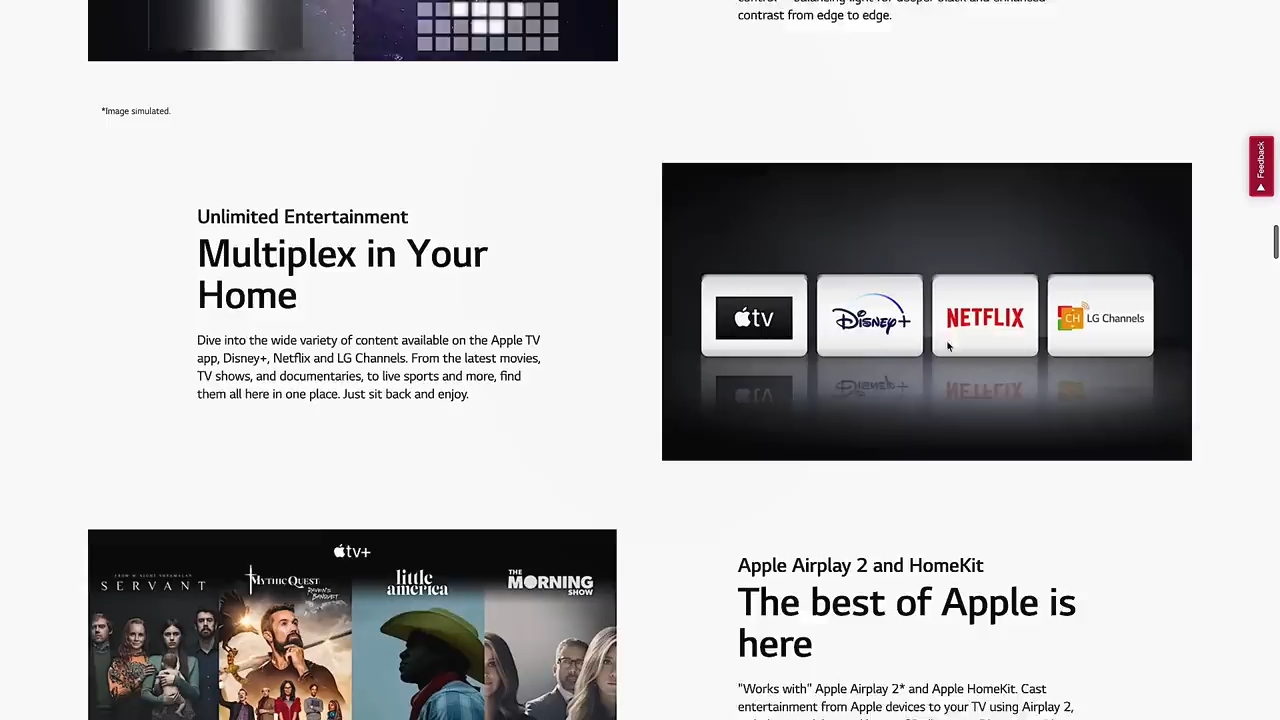 contrast from edge to edge.
*Image simulated.
Feedback
Unlimited Entertainment
Multiplex in Your
Home
Dive into the wide variety of content available on the Apple TV
app, Disney+, Netflix and LG Channels. From the latest movies,
TV shows, and documentaries, to live sports and more, find
them all here in one place. Just sit back and enjoy.
tv
Disney+
NETFLIX
CH LG Channels
tv+
SERVANT
MYTHIC QUEST
RAVEN'S BANQUET
little
america
THE
MORNING
SHOW
Apple Airplay 2 and HomeKit
The best of Apple is
here
"Works with" Apple Airplay 2* and Apple HomeKit. Cast
entertainment from Apple devices to your TV using Airplay 2,